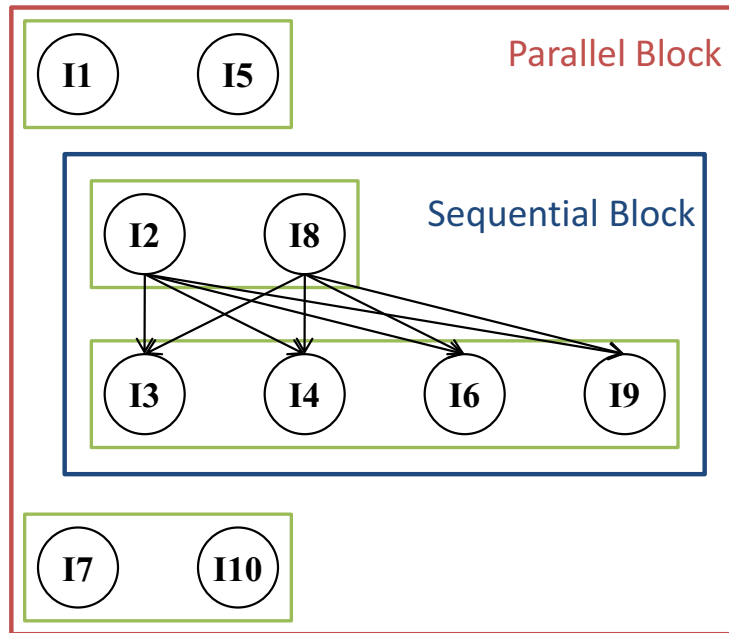 I1 I5
Parallel Block
I2 I8
Sequential Block
I3 I4 I6 I9
I7 I10